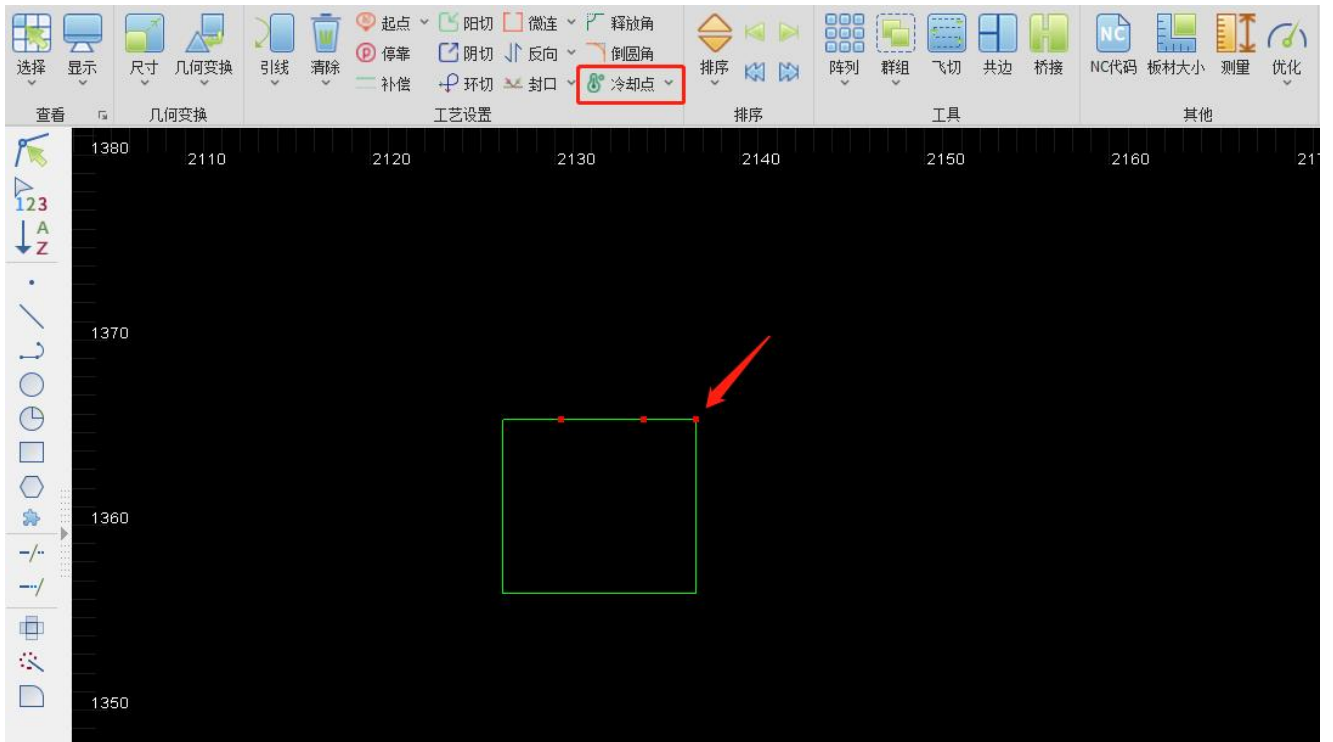 起点 阳切 微连 释放角
停靠 阴切 反向 倒圆角
补偿 环切 封口 冷却点
选择 显示 尺寸 几何变换 引线 清除 排序 阵列 群组 飞切 共边 桥接 NC NC代码 板材大小 测量 优化
查看 几何变换 工艺设置 排序 工具 其他
1380
2110 2120 2130 2140 2150 2160 21
123
A
Z
1370
1360
1350